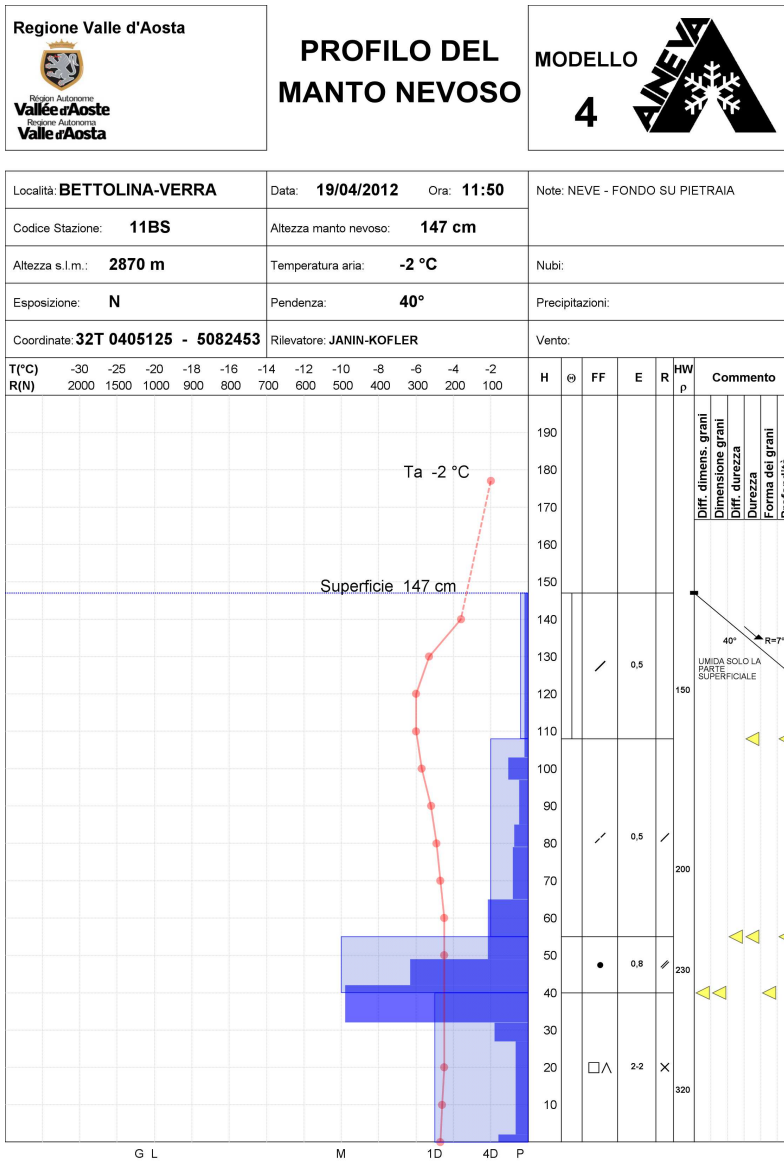 Regione Valle d'Aosta
Région Autonome
Vallée d'Aoste
Regione Autonoma
Valle d'Aosta
PROFILO DEL
MANTO NEVOSO
MODELLO
4
AINEVA
Località: BETTOLINA-VERRA
Data: 19/04/2012 Ora: 11:50
Note: NEVE - FONDO SU PIETRAIA
Codice Stazione: 11BS
Altezza manto nevoso: 147 cm
Altezza s.l.m.: 2870 m
Temperatura aria: -2 °C
Nubi:
Esposizione: N
Pendenza: 40°
Precipitazioni:
Coordinate: 32T 0405125 - 5082453
Rilevatore: JANIN-KOFLER
Vento:
T(°C) -30 -25 -20 -18 -16 -14 -12 -10 -8 -6 -4 -2
R(N) 2000 1500 1000 900 800 700 600 500 400 300 200 100
H Θ FF E R HW ρ Commento
Diff. dimens. grani
Dimensione grani
Diff. durezza
Durezza
Forma dei grani
190
Ta -2 °C
180
170
160
Superficie 147 cm
150
140
40° R=7°
130 0,5
UMIDA SOLO LA
PARTE
SUPERFICIALE
120 150
110
100
90
80 0,5
70 200
60
50 0,8 230
40
30
20 2-2
10 320
G L M 1D 4D P